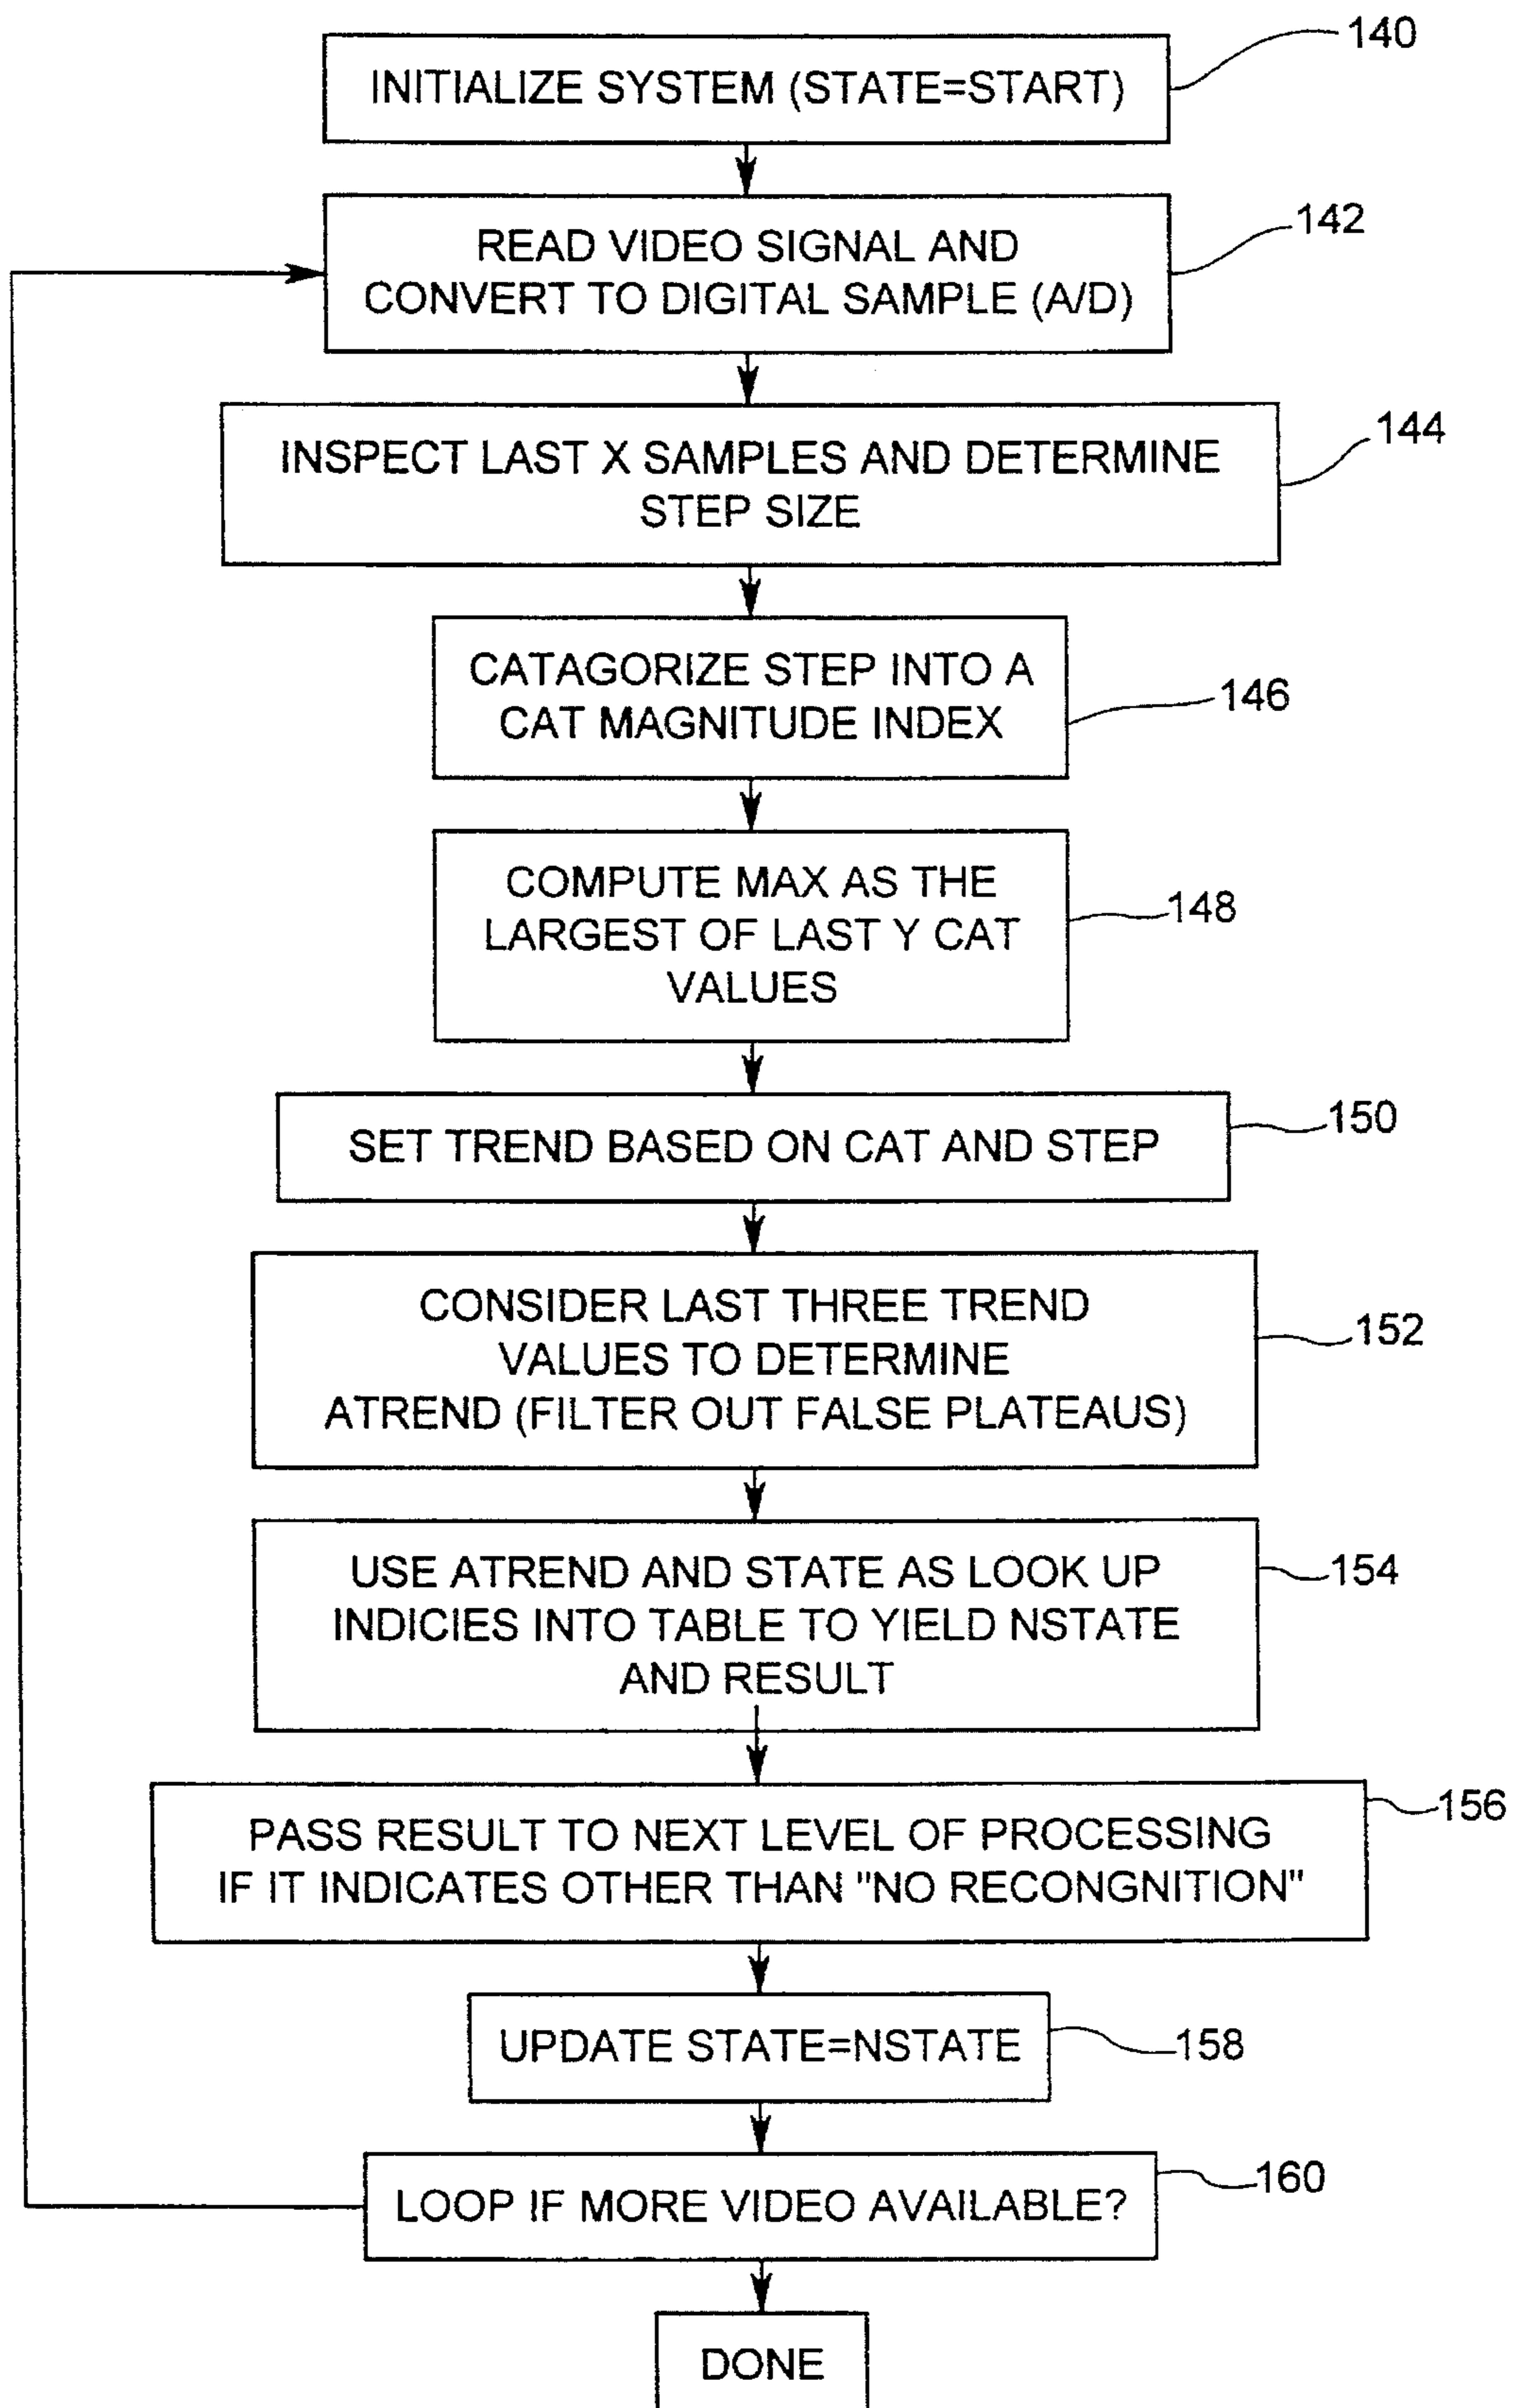 140
INITIALIZE SYSTEM (STATE=START)
142
READ VIDEO SIGNAL AND
CONVERT TO DIGITAL SAMPLE (A/D)
144
INSPECT LAST X SAMPLES AND DETERMINE
STEP SIZE
146
CATAGORIZE STEP INTO A
CAT MAGNITUDE INDEX
148
COMPUTE MAX AS THE
LARGEST OF LAST Y CAT
VALUES
150
SET TREND BASED ON CAT AND STEP
152
CONSIDER LAST THREE TREND
VALUES TO DETERMINE
ATREND (FILTER OUT FALSE PLATEAUS)
154
USE ATREND AND STATE AS LOOK UP
INDICIES INTO TABLE TO YIELD NSTATE
AND RESULT
156
PASS RESULT TO NEXT LEVEL OF PROCESSING
IF IT INDICATES OTHER THAN "NO RECONGNITION"
158
UPDATE STATE=NSTATE
160
LOOP IF MORE VIDEO AVAILABLE?
DONE